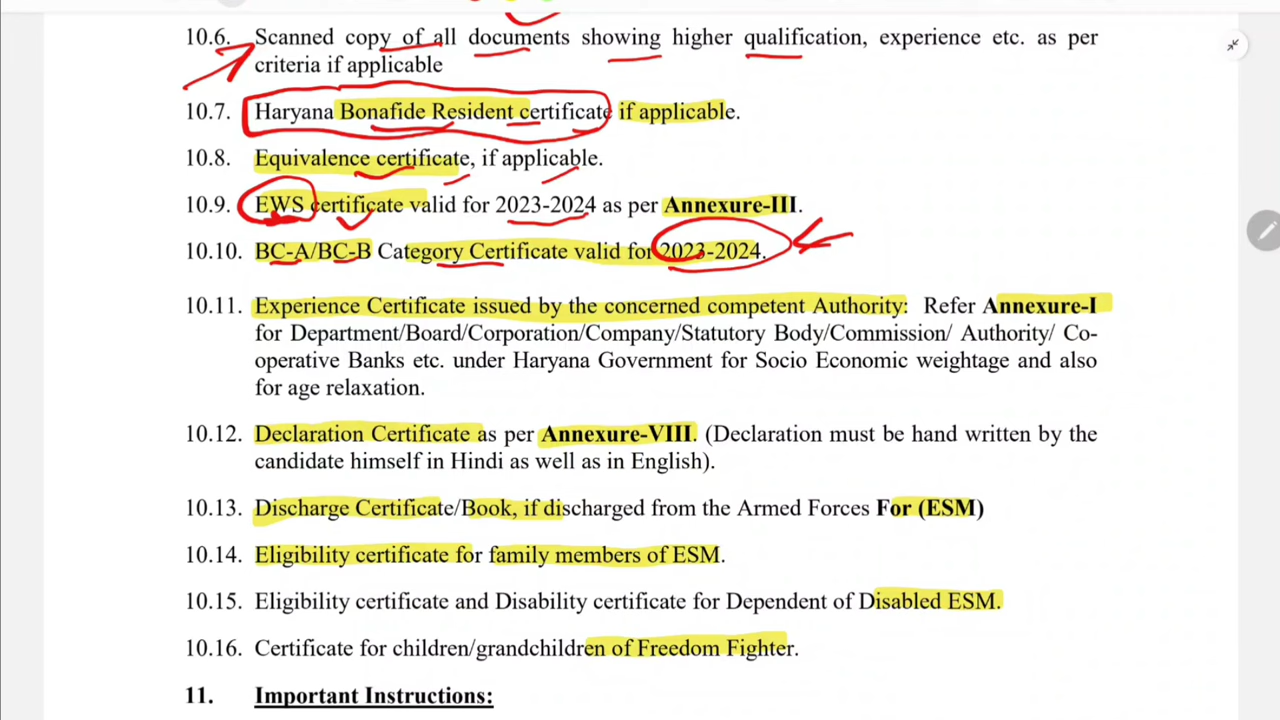 10.6. Scanned copy of all documents showing higher qualification, experience etc. as per
criteria if applicable
10.7. Haryana Bonafide Resident certificate if applicable.
10.8. Equivalence certificate, if applicable.
10.9. EWS certificate valid for 2023-2024 as per Annexure-III.
10.10. BC-A/BC-B Category Certificate valid for 2023-2024.
10.11. Experience Certificate issued by the concerned competent Authority: Refer Annexure-I
for Department/Board/Corporation/Company/Statutory Body/Commission/ Authority/ Co-
operative Banks etc. under Haryana Government for Socio Economic weightage and also
for age relaxation.
10.12. Declaration Certificate as per Annexure-VIII. (Declaration must be hand written by the
candidate himself in Hindi as well as in English).
10.13. Discharge Certificate/Book, if discharged from the Armed Forces For (ESM)
10.14. Eligibility certificate for family members of ESM.
10.15. Eligibility certificate and Disability certificate for Dependent of Disabled ESM.
10.16. Certificate for children/grandchildren of Freedom Fighter.
11. Important Instructions: